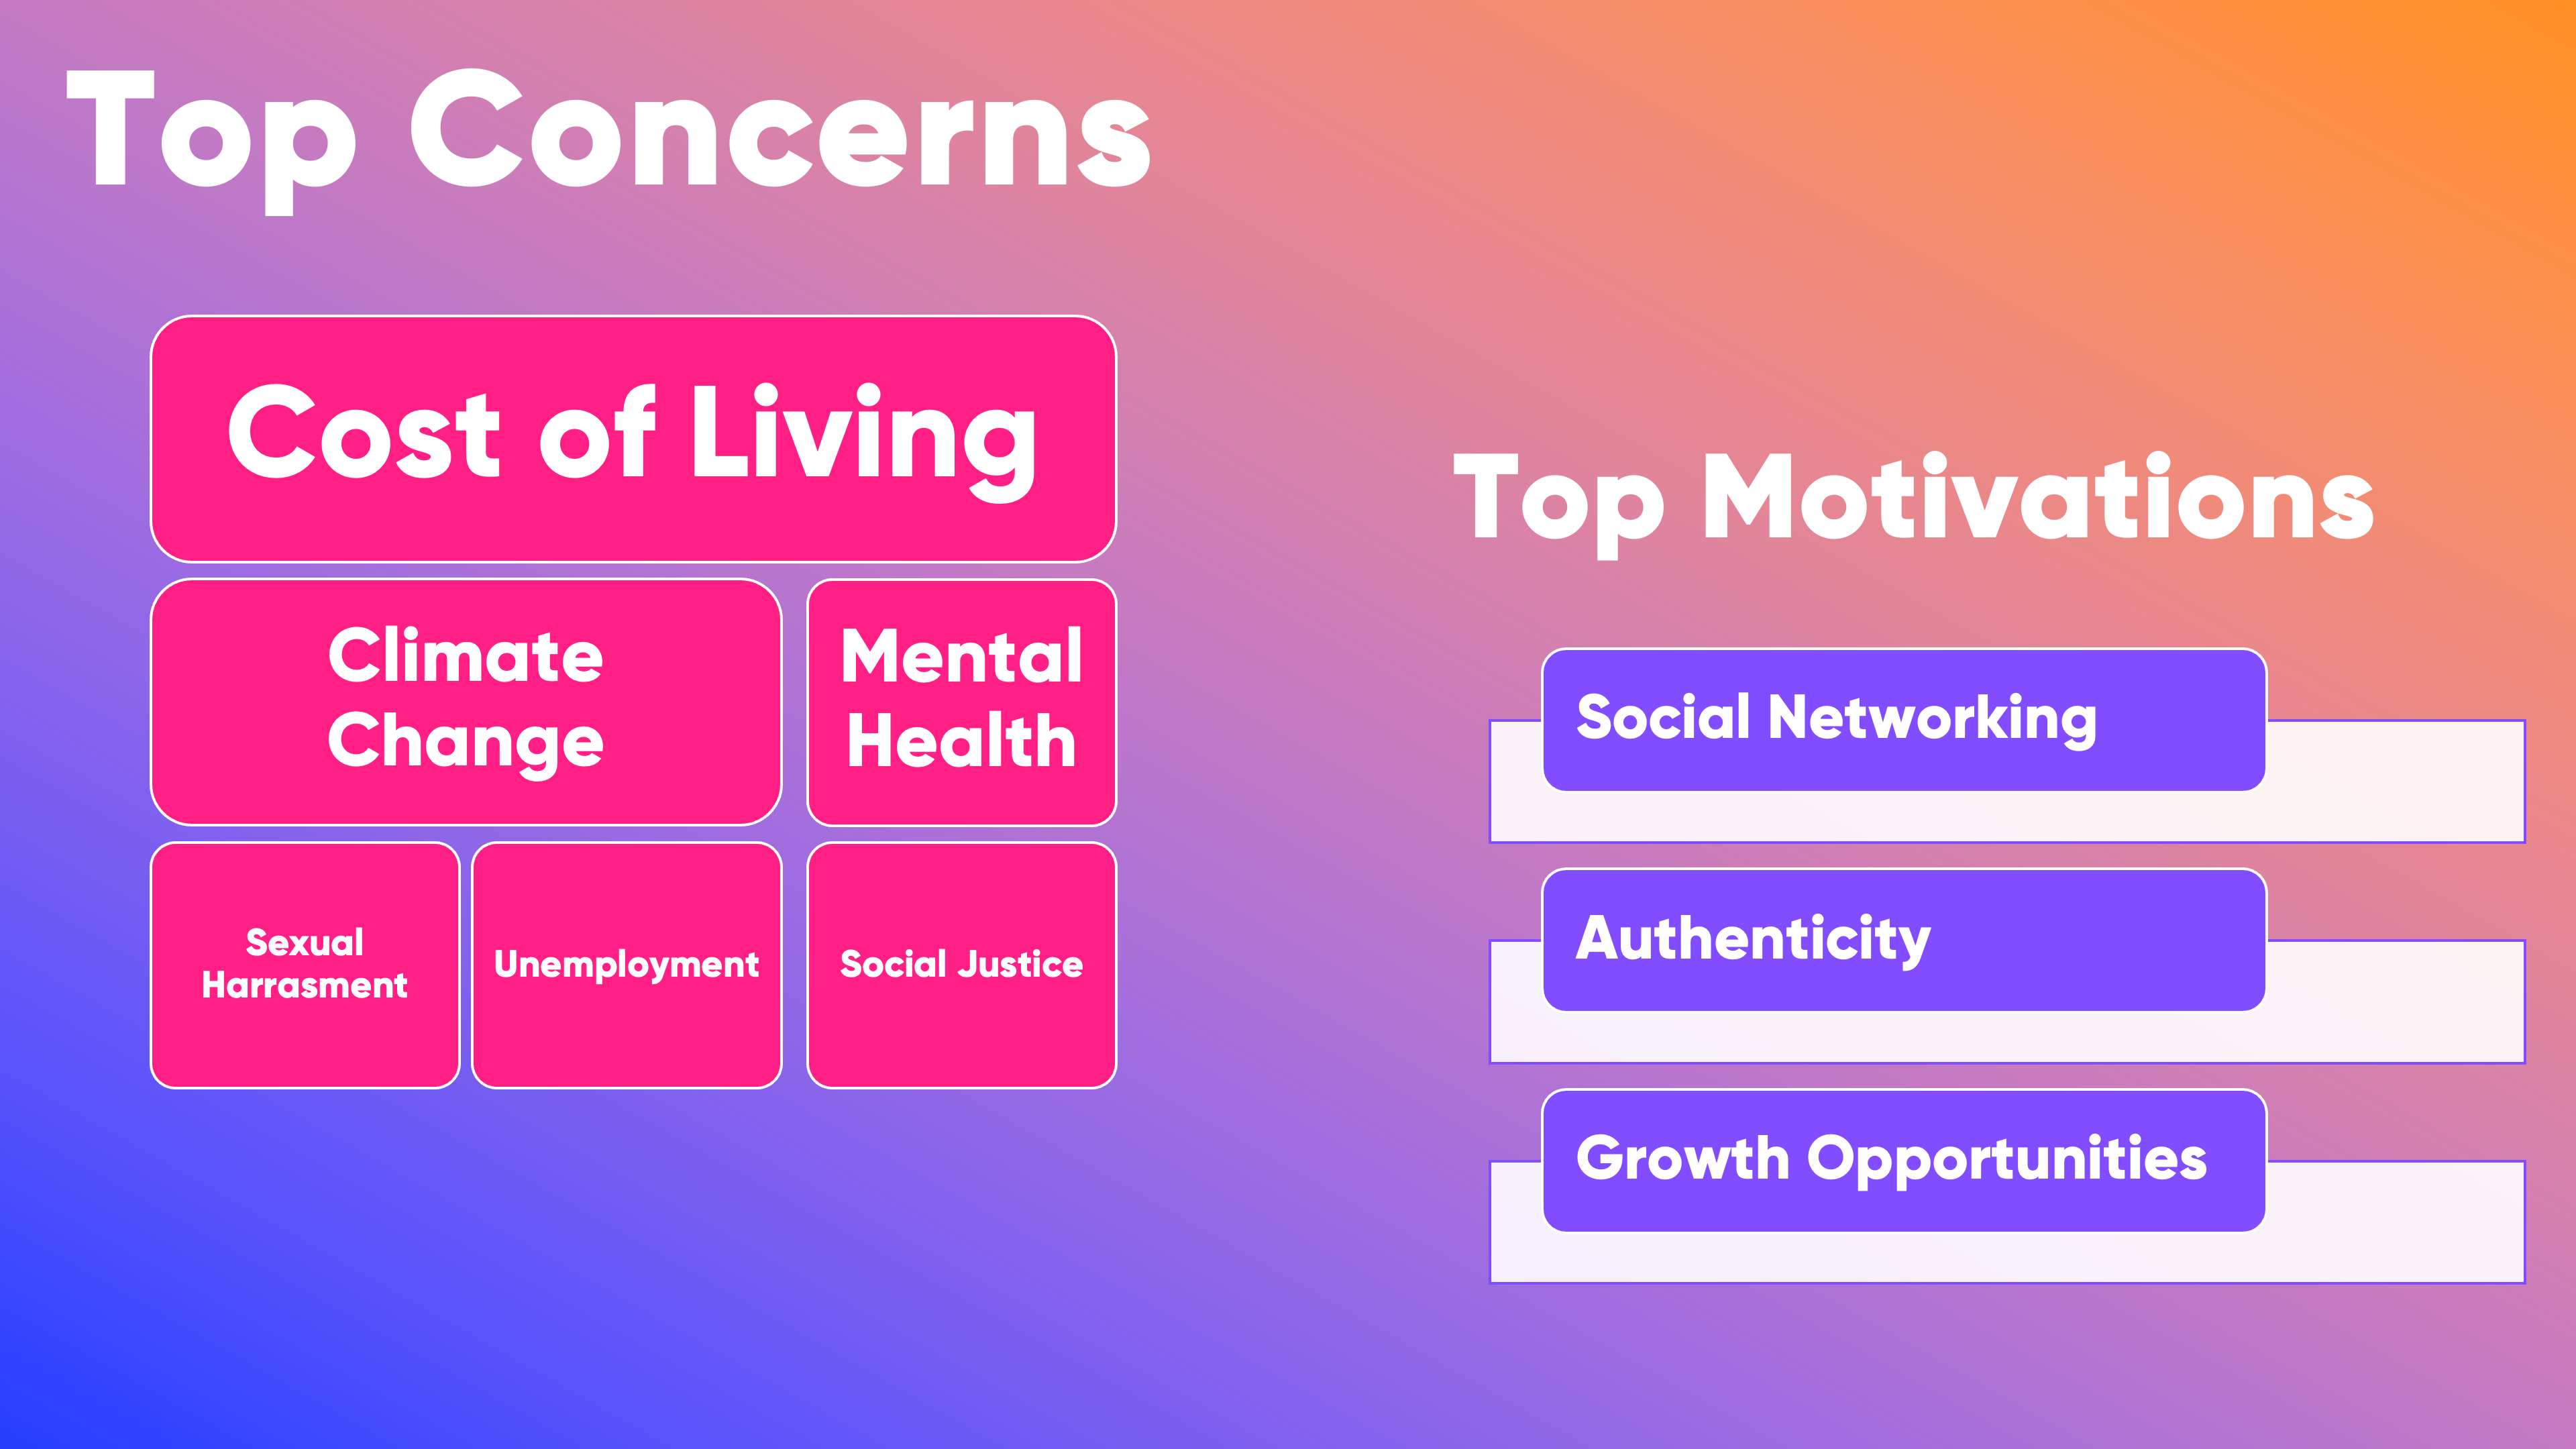 Top Concerns
Cost of Living
Climate
Change
Mental
Health
Sexual
Harrasment
Unemployment
Social Justice
Top Motivations
Social Networking
Authenticity
Growth Opportunities